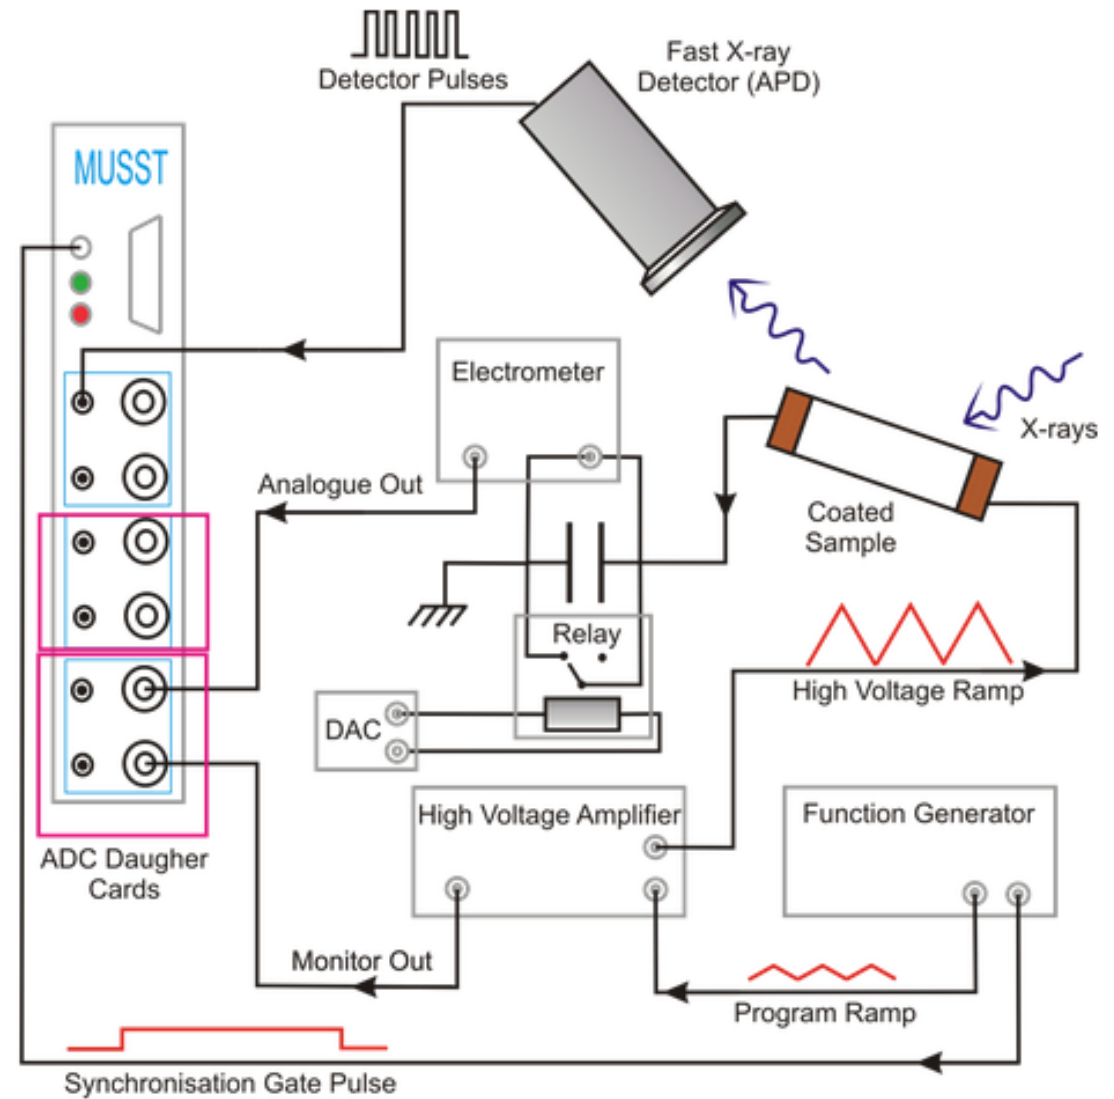 Detector Pulses
Fast X-ray
Detector (APD)
MUSST
Electrometer
X-rays
Analogue Out
Coated
Sample
Relay
High Voltage Ramp
DAC
High Voltage Amplifier
Function Generator
ADC Daugher
Cards
Monitor Out
Program Ramp
Synchronisation Gate Pulse